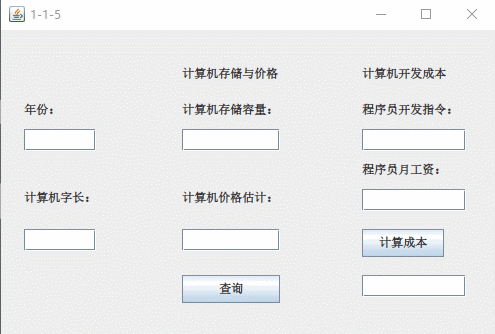 1-1-5
计算机存储与价格
计算机开发成本
年份：
计算机存储容量：
程序员开发指令：
程序员月工资：
计算机字长：
计算机价格估计：
计算成本
查询